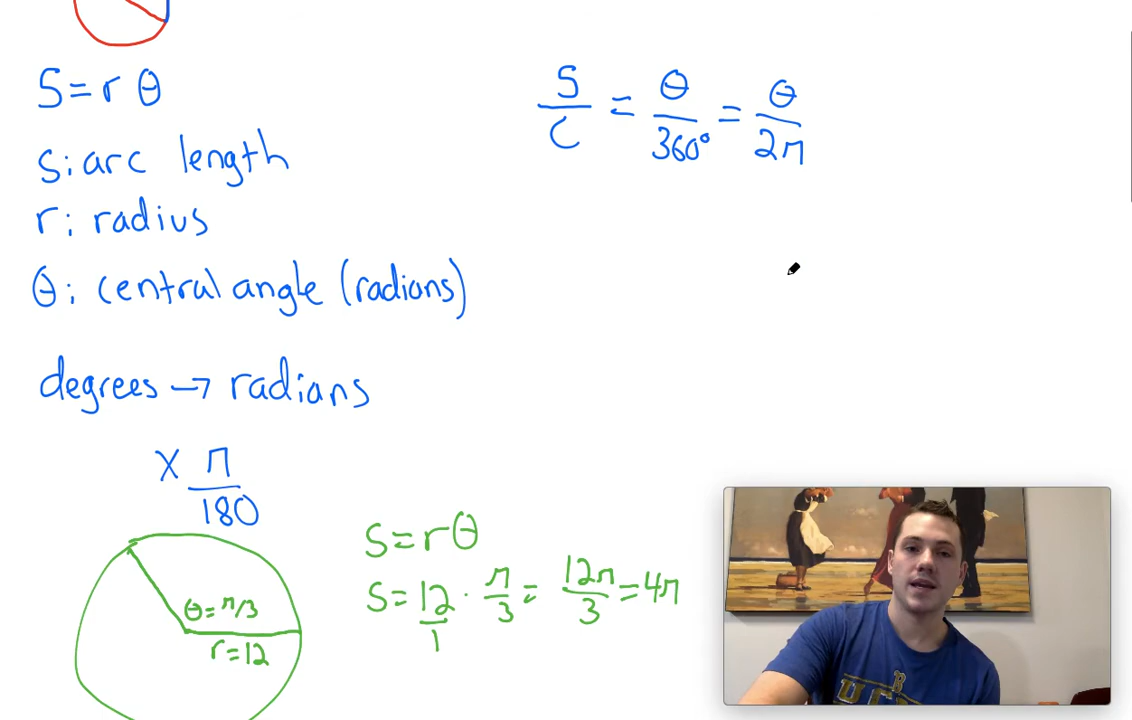 S = r θ
s: arc length
r: radius
θ: central angle (radians)
degrees → radians
x π/180
S/C = θ/360° = θ/2π
θ = π/3
r = 12
S = rθ
S = 12/1 · π/3 = 12π/3 = 4π